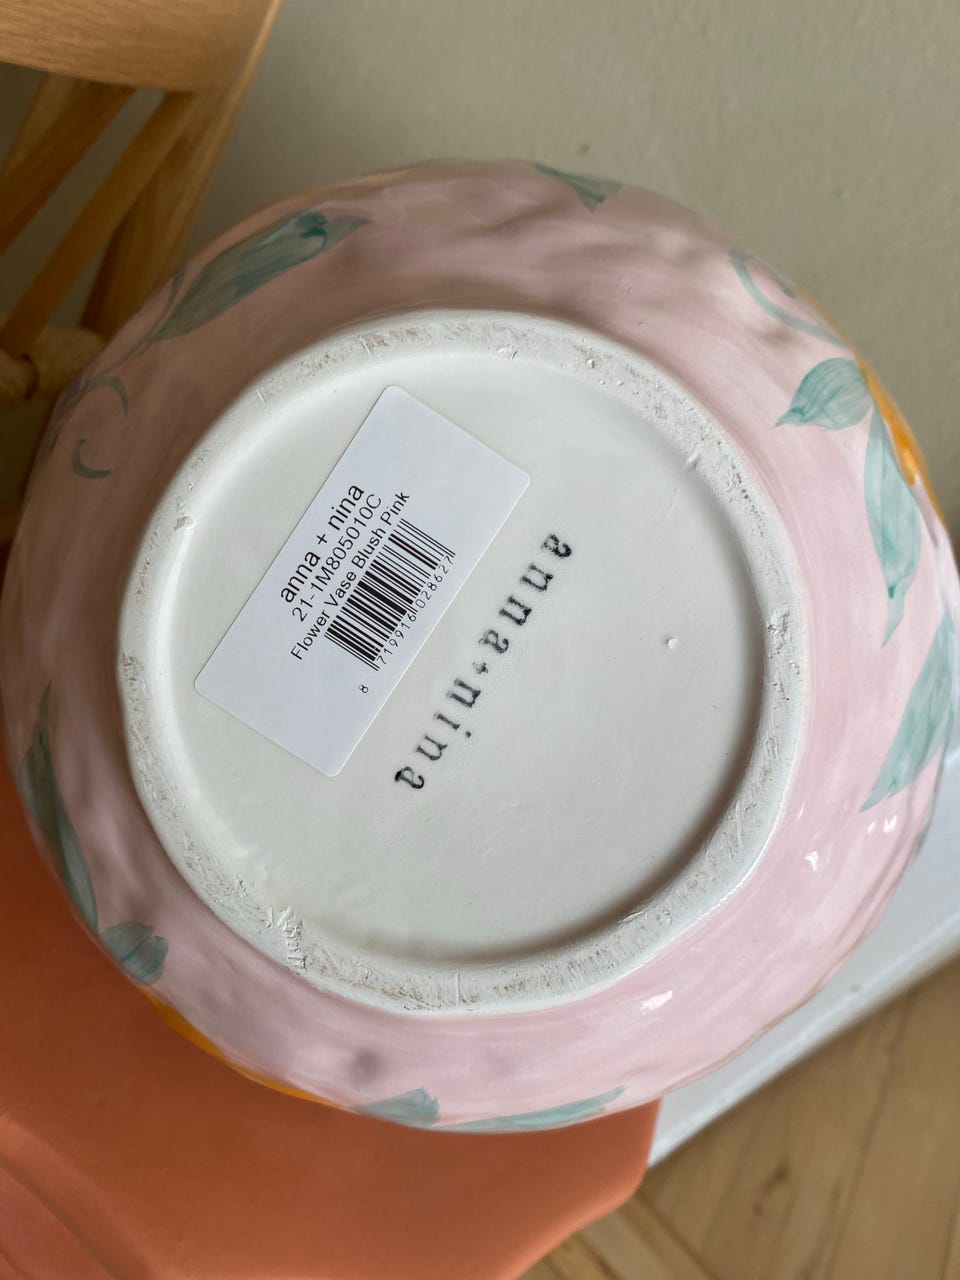 anna + nina
21-1M805010C
Flower Vase Blush Pink
8 719916 028627
anna+nina